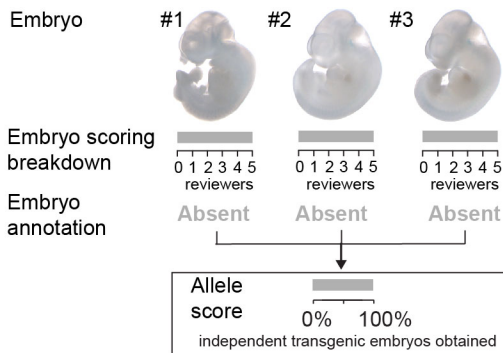 Embryo #1 #2 #3
Embryo scoring
breakdown
0 1 2 3 4 5 0 1 2 3 4 5 0 1 2 3 4 5
reviewers reviewers reviewers
Embryo
annotation
Absent Absent Absent
Allele
score
0% 100%
independent transgenic embryos obtained